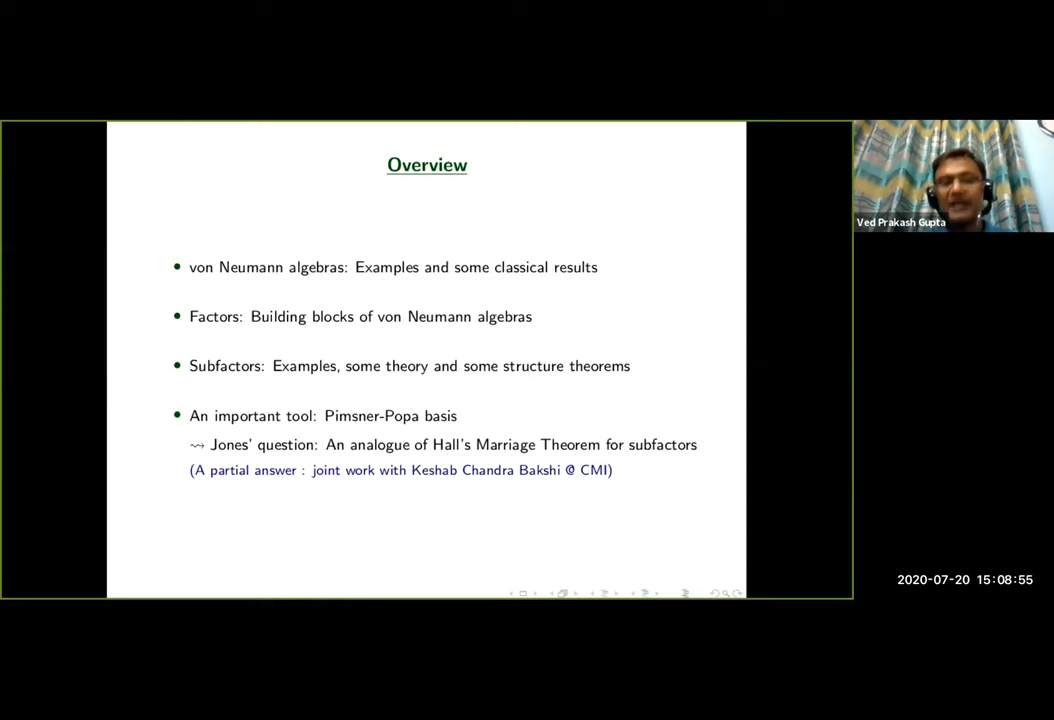 Overview
• von Neumann algebras: Examples and some classical results
• Factors: Building blocks of von Neumann algebras
• Subfactors: Examples, some theory and some structure theorems
• An important tool: Pimsner-Popa basis
⇝ Jones' question: An analogue of Hall's Marriage Theorem for subfactors
(A partial answer : joint work with Keshab Chandra Bakshi @ CMI)
Ved Prakash Gupta
2020-07-20 15:08:55